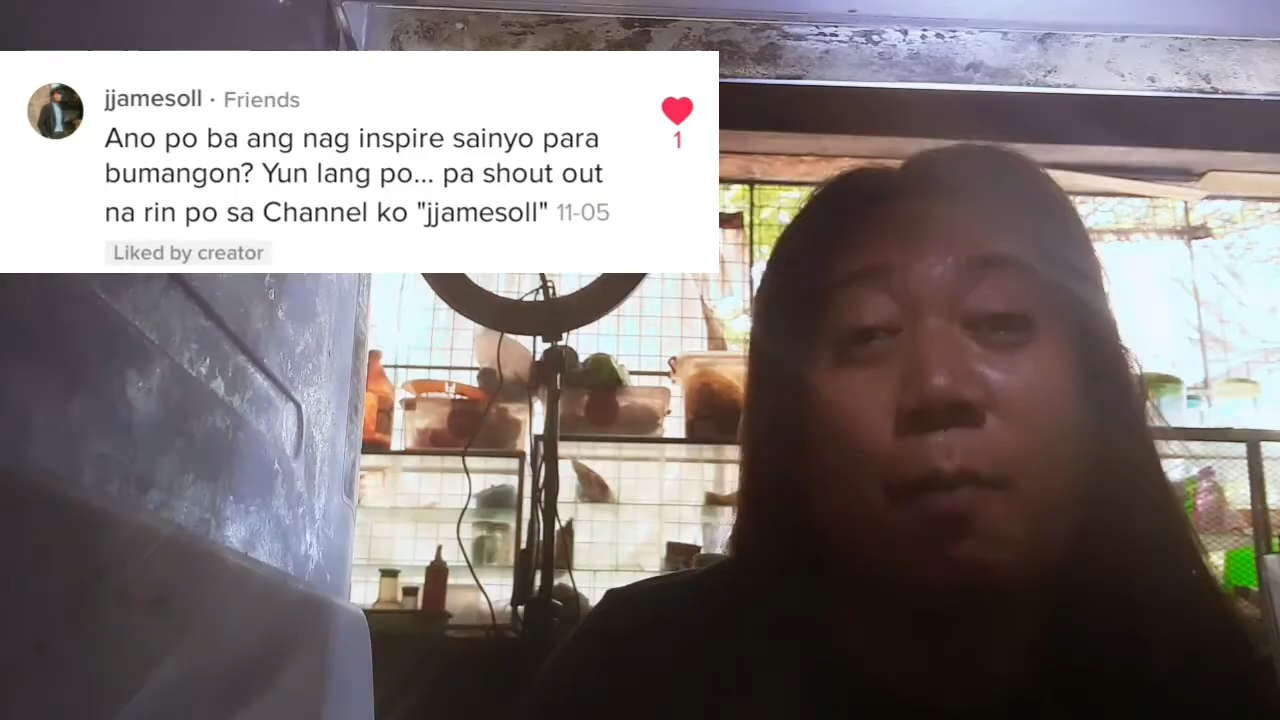 jjamesoll · Friends
Ano po ba ang nag inspire sainyo para
bumangon? Yun lang po... pa shout out
na rin po sa Channel ko "jjamesoll" 11-05
1
Liked by creator